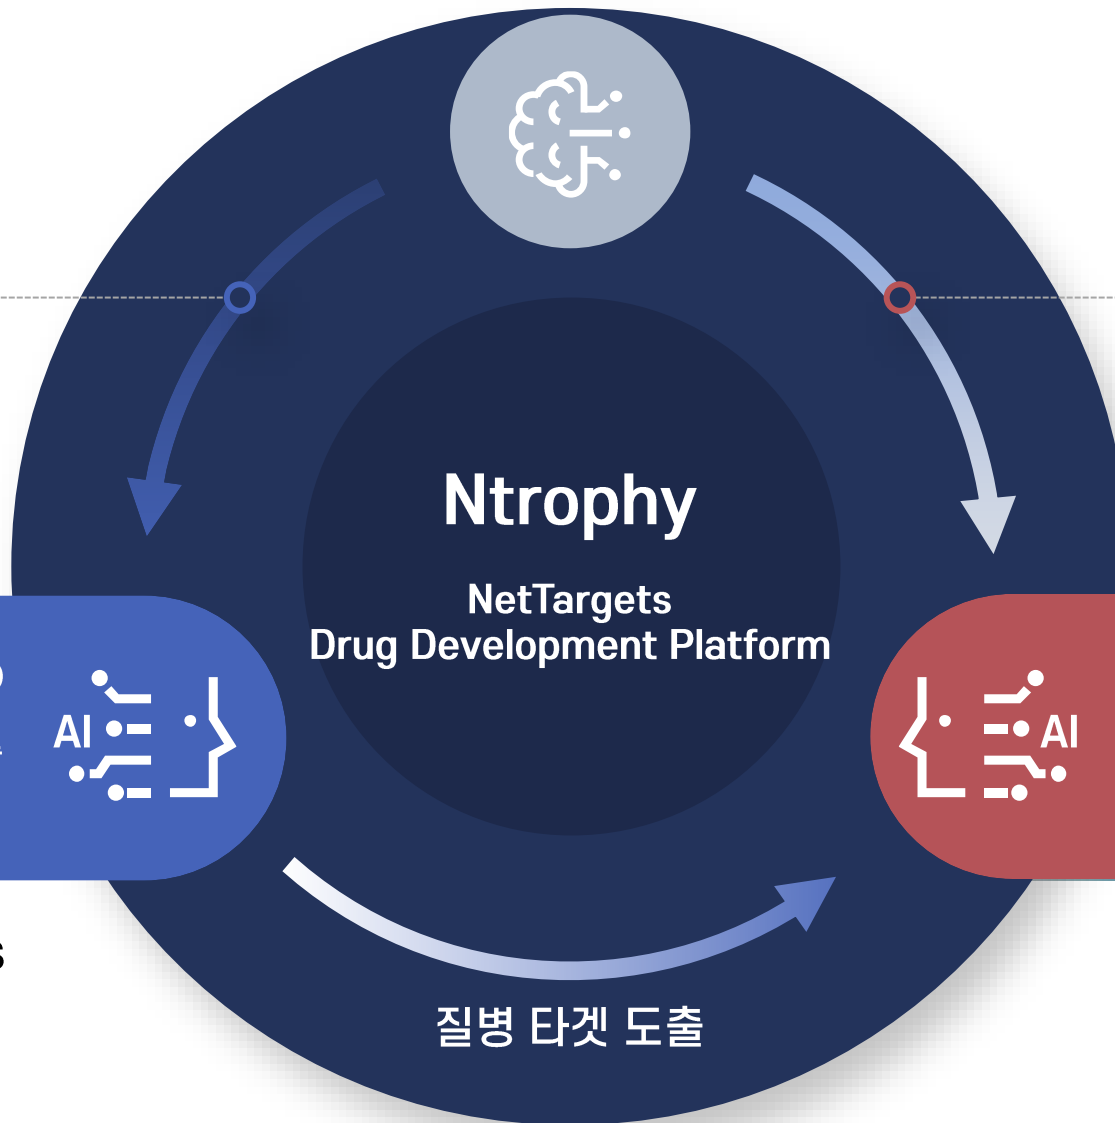 Ntrophy
NetTargets
Drug Development Platform
AI
AI
질병 타겟 도출